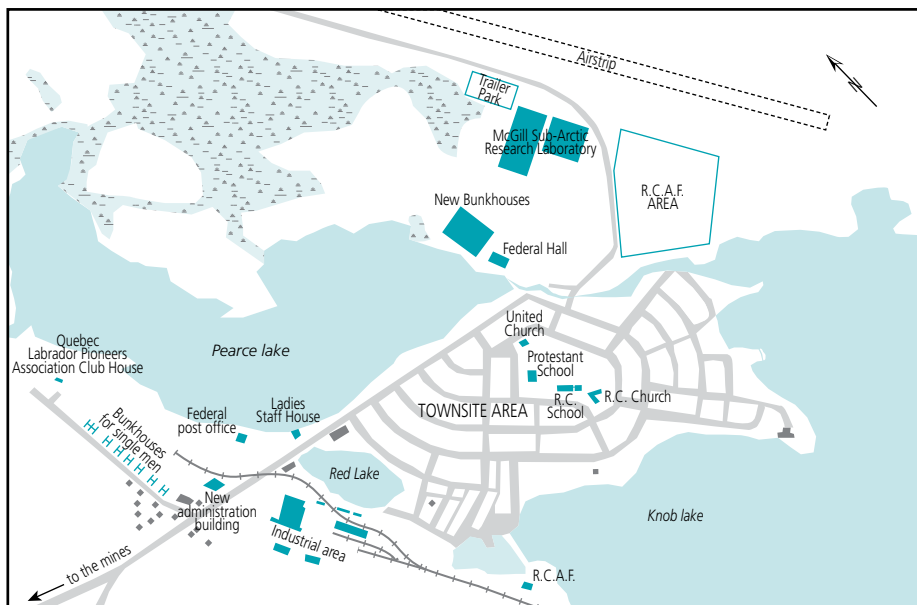 Airstrip
N
Trailer
Park
McGill Sub-Arctic
Research Laboratory
R.C.A.F.
AREA
New Bunkhouses
Federal Hall
United
Church
Quebec
Labrador Pioneers
Association Club House
Pearce lake
Protestant
School
R.C.
School
R.C. Church
Ladies
Staff House
TOWNSITE AREA
Federal
post office
Bunkhouses
for single men
Red Lake
New
administration
building
Knob lake
Industrial area
to the mines
R.C.A.F.